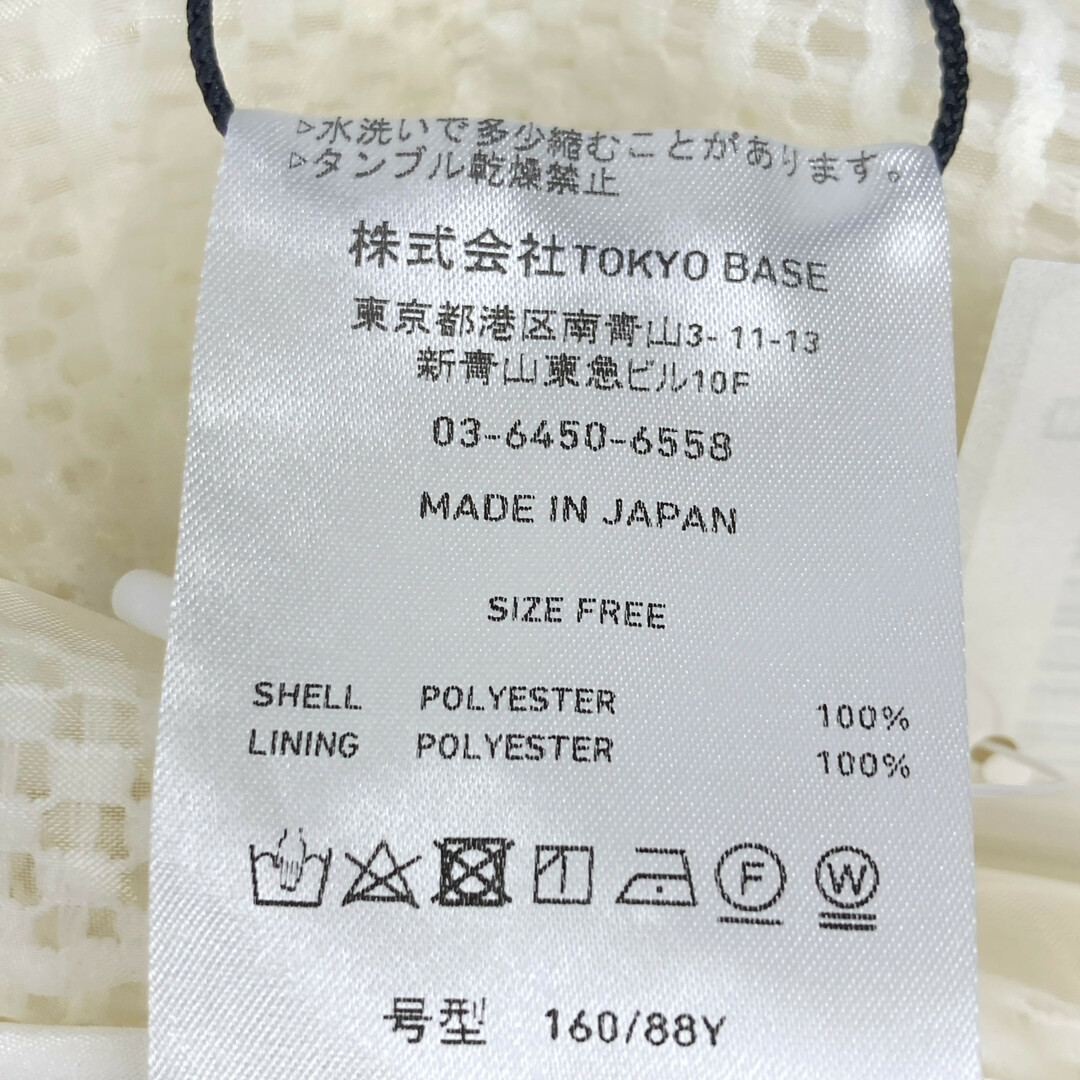 ▷水洗いで多少縮むことがあります。
▷タンブル乾燥禁止
株式会社TOKYO BASE
東京都港区南青山3-11-13
新青山東急ビル10F
03-6450-6558
MADE IN JAPAN
SIZE FREE
SHELL POLYESTER 100%
LINING POLYESTER 100%
F W
号型 160/88Y